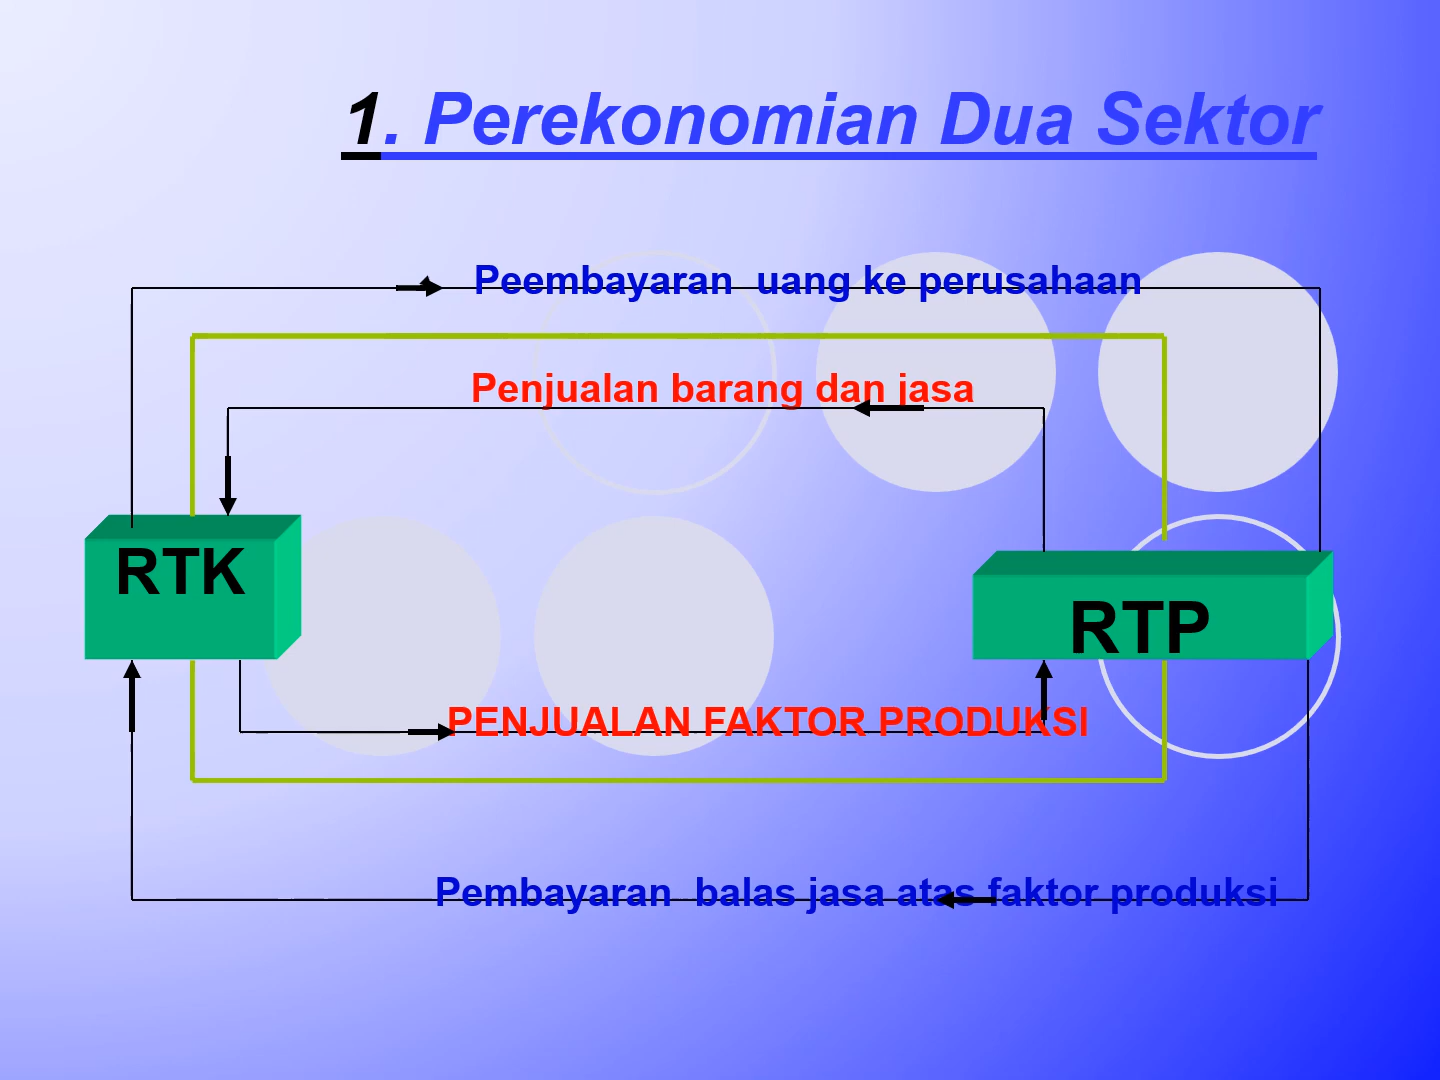 1. Perekonomian Dua Sektor
Peembayaran uang ke perusahaan
Penjualan barang dan jasa
RTK
RTP
PENJUALAN FAKTOR PRODUKSI
Pembayaran balas jasa atas faktor produksi